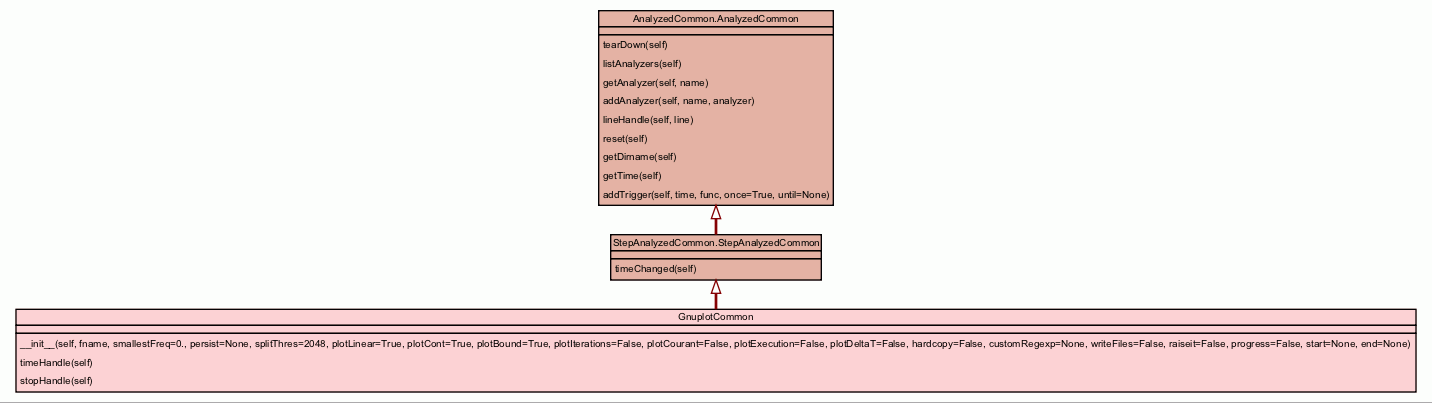 AnalyzedCommon.AnalyzedCommon
tearDown(self)
listAnalyzers(self)
getAnalyzer(self, name)
addAnalyzer(self, name, analyzer)
lineHandle(self, line)
reset(self)
getDirname(self)
getTime(self)
addTrigger(self, time, func, once=True, until=None)
StepAnalyzedCommon.StepAnalyzedCommon
timeChanged(self)
GnuplotCommon
__init__(self, fname, smallestFreq=0., persist=None, splitThres=2048, plotLinear=True, plotCont=True, plotBound=True, plotIterations=False, plotCourant=False, plotExecution=False, plotDeltaT=False, hardcopy=False, customRegexp=None, writeFiles=False, raiseit=False, progress=False, start=None, end=None)
timeHandle(self)
stopHandle(self)